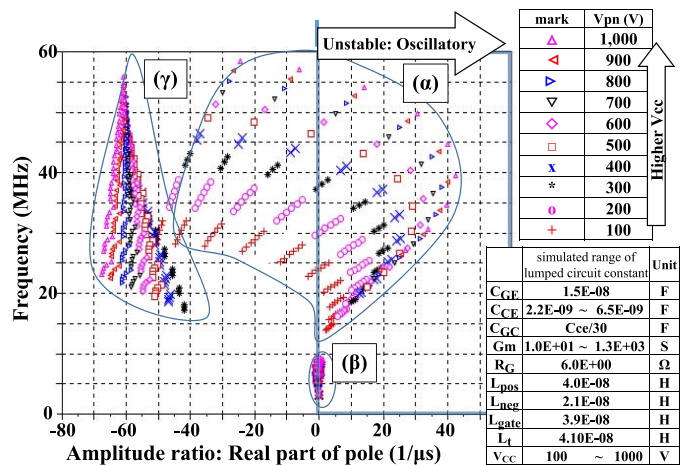 Unstable: Oscillatory
mark Vpn (V)
1,000
900
800
700
600
500
x 400
* 300
o 200
+ 100
Higher Vcc
(γ)
(α)
(β)
60
50
40
30
20
10
0
Frequency (MHz)
-80 -60 -40 -20 0 20 40
Amplitude ratio: Real part of pole (1/μs)
simulated range of lumped circuit constant Unit
CGE 1.5E-08 F
CCE 2.2E-09 ~ 6.5E-09 F
CGC Cce/30 F
Gm 1.0E+01 ~ 1.3E+03 S
RG 6.0E+00 Ω
Lpos 4.0E-08 H
Lneg 2.1E-08 H
Lgate 3.9E-08 H
Lt 4.10E-08 H
VCC 100 ~ 1000 V